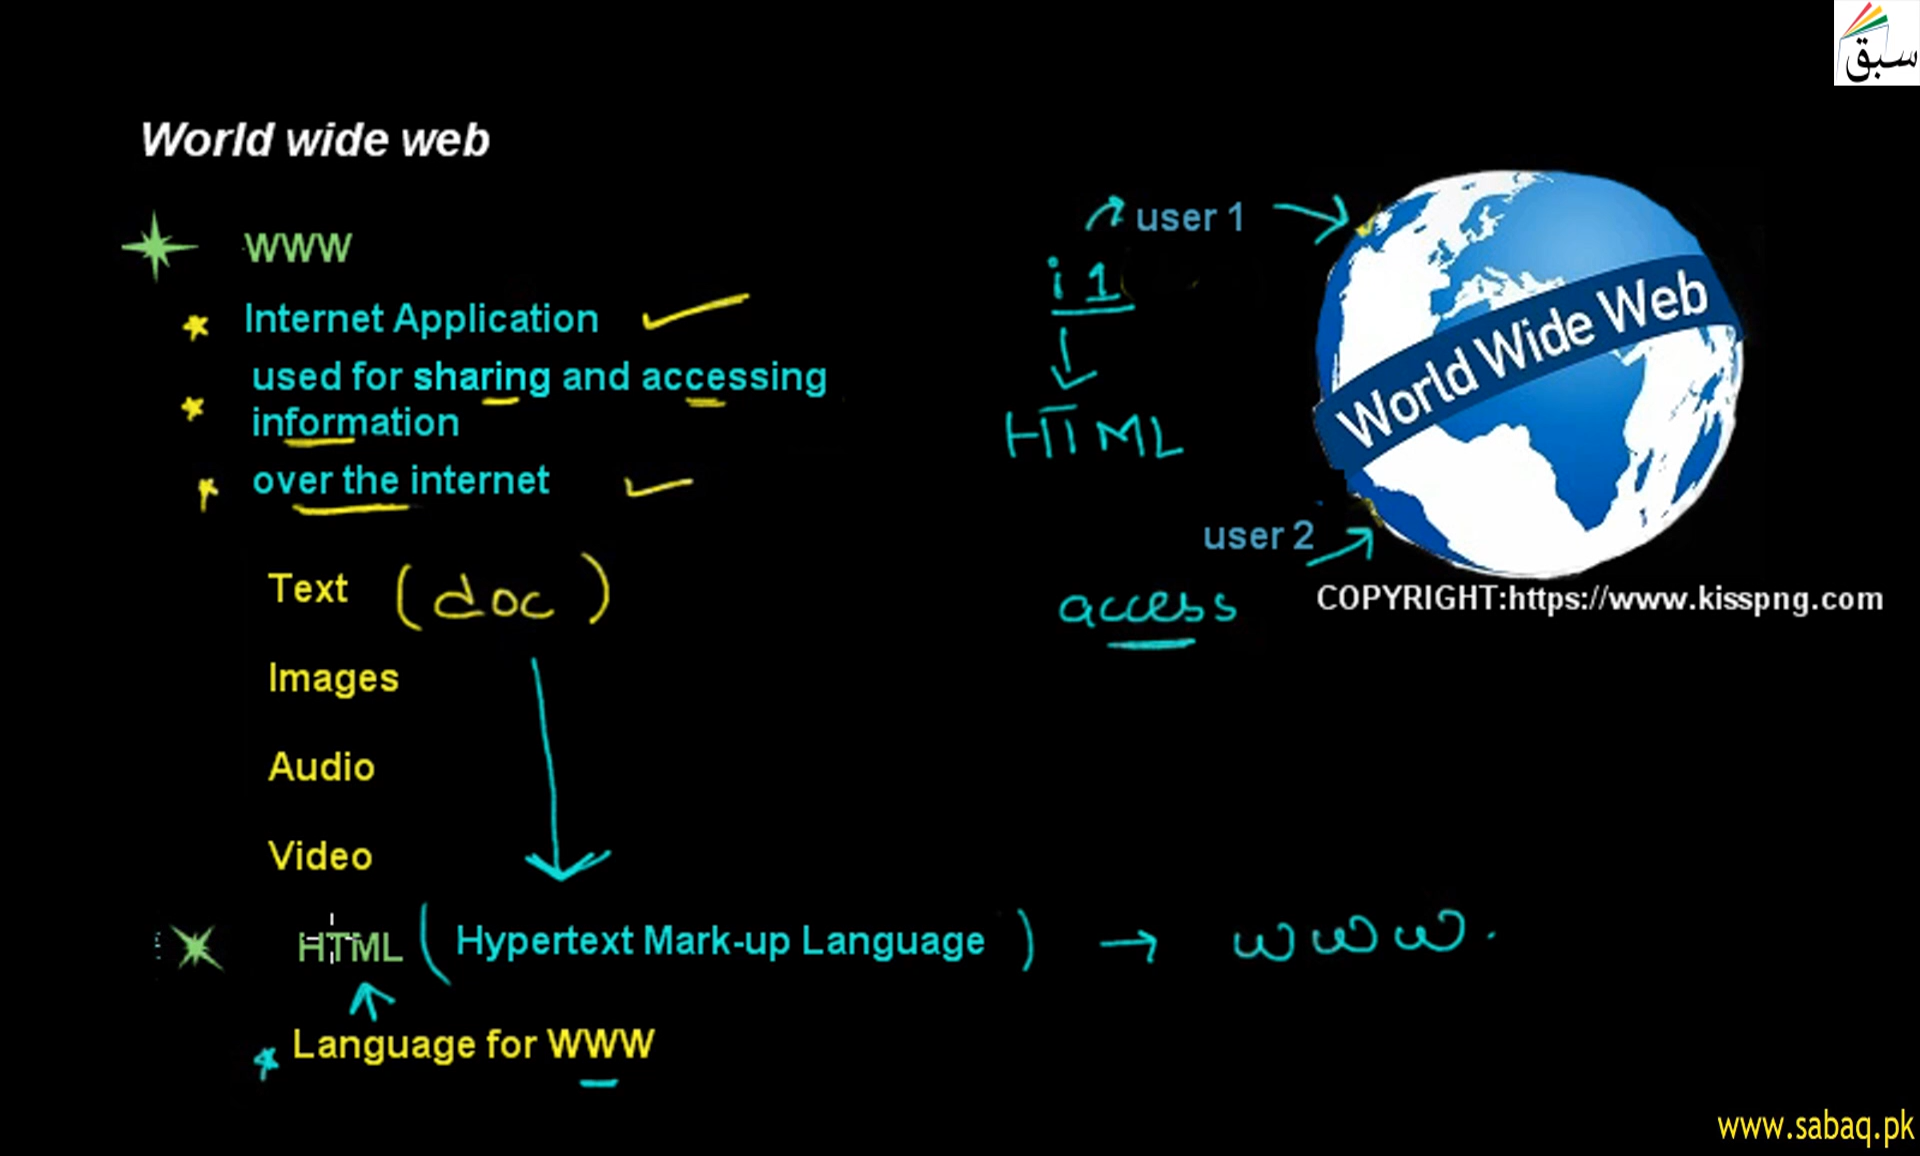 سبق
World wide web
WWW
Internet Application
used for sharing and accessing
information
over the internet
Text (doc)
Images
Audio
Video
HTML (Hypertext Mark-up Language) → www.
Language for WWW
user 1
i 1
HTML
World Wide Web
user 2
access
COPYRIGHT:https://www.kisspng.com
www.sabaq.pk